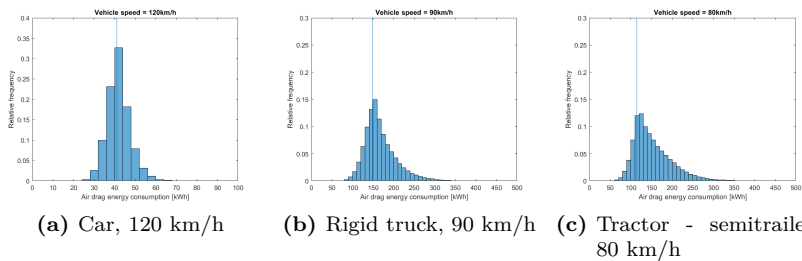 Vehicle speed = 120km/h
0.4
0.35
0.3
0.25
0.2
0.15
0.1
0.05
0
Relative frequency
0 10 20 30 40 50 60 70 80 90 100
Air drag energy consumption [kWh]
(a) Car, 120 km/h
Vehicle speed = 90km/h
0.3
0.25
0.2
0.15
0.1
0.05
0
Relative frequency
0 50 100 150 200 250 300 350 400 450 500
Air drag energy consumption [kWh]
(b) Rigid truck, 90 km/h
Vehicle speed = 80km/h
0.3
0.25
0.2
0.15
0.1
0.05
0
Relative frequency
0 50 100 150 200 250 300 350 400 450 500
Air drag energy consumption [kWh]
(c) Tractor - semitraile
80 km/h